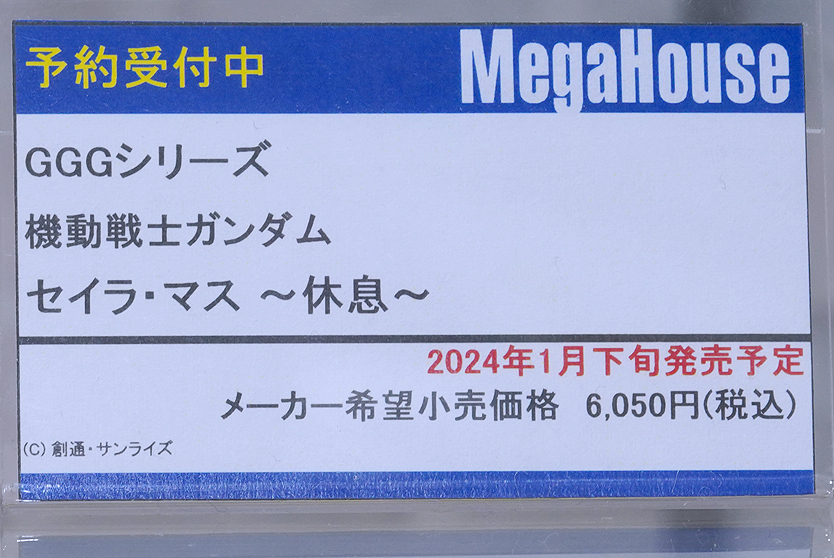 予約受付中 MegaHouse
GGGシリーズ
機動戦士ガンダム
セイラ・マス ～休息～
2024年1月下旬発売予定
メーカー希望小売価格 6,050円(税込)
(C) 創通・サンライズ